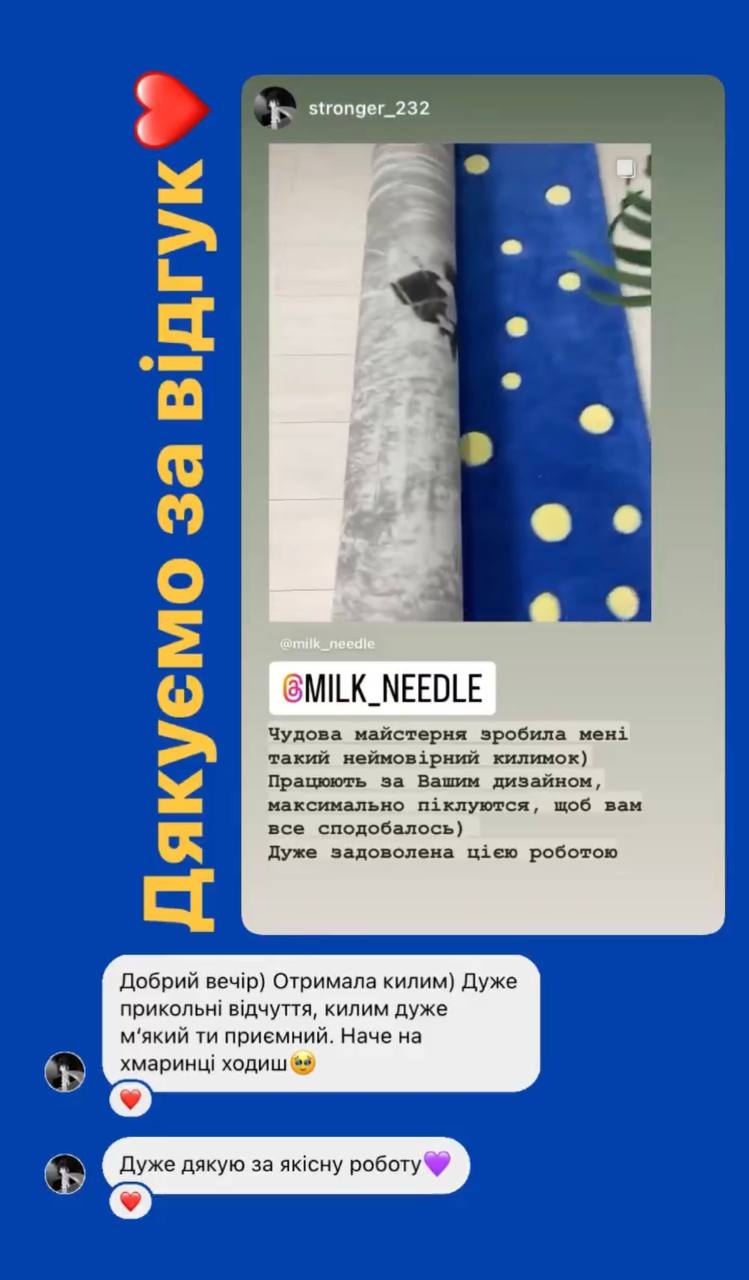 Дякуємо за відгук❤️
stronger_232
@milk_needle
@MILK_NEEDLE
Чудова майстерня зробила мені
такий неймовірний килимок)
Працюють за Вашим дизайном,
максимально піклуются, щоб вам
все сподобалось)
Дуже задоволена цією роботою
Добрий вечір) Отримала килим) Дуже
прикольні відчуття, килим дуже
м‘який ти приємний. Наче на
хмаринці ходиш🥹
❤️
Дуже дякую за якісну роботу💜
❤️